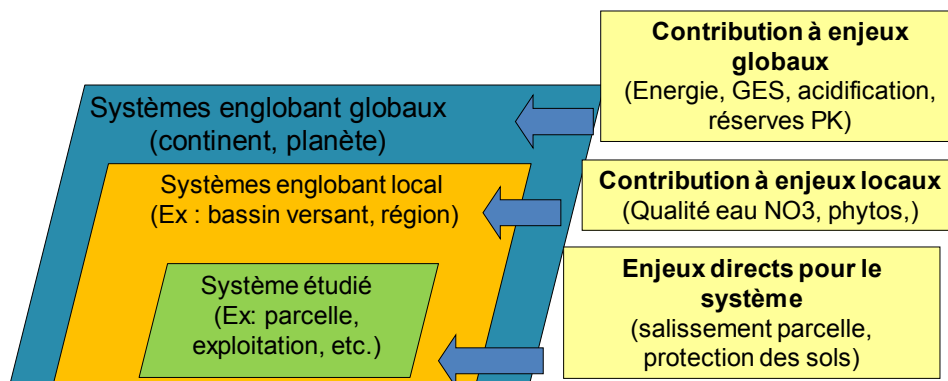 Systèmes englobant globaux
(continent, planète)
Contribution à enjeux
globaux
(Energie, GES, acidification,
réserves PK)
Systèmes englobant local
(Ex : bassin versant, région)
Contribution à enjeux locaux
(Qualité eau NO3, phytos,)
Système étudié
(Ex: parcelle,
exploitation, etc.)
Enjeux directs pour le
système
(salissement parcelle,
protection des sols)